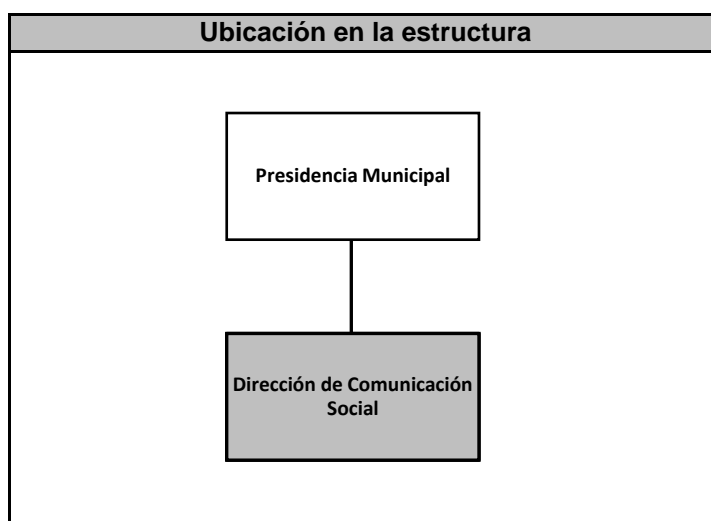 Ubicación en la estructura
Presidencia Municipal
Dirección de Comunicación
Social